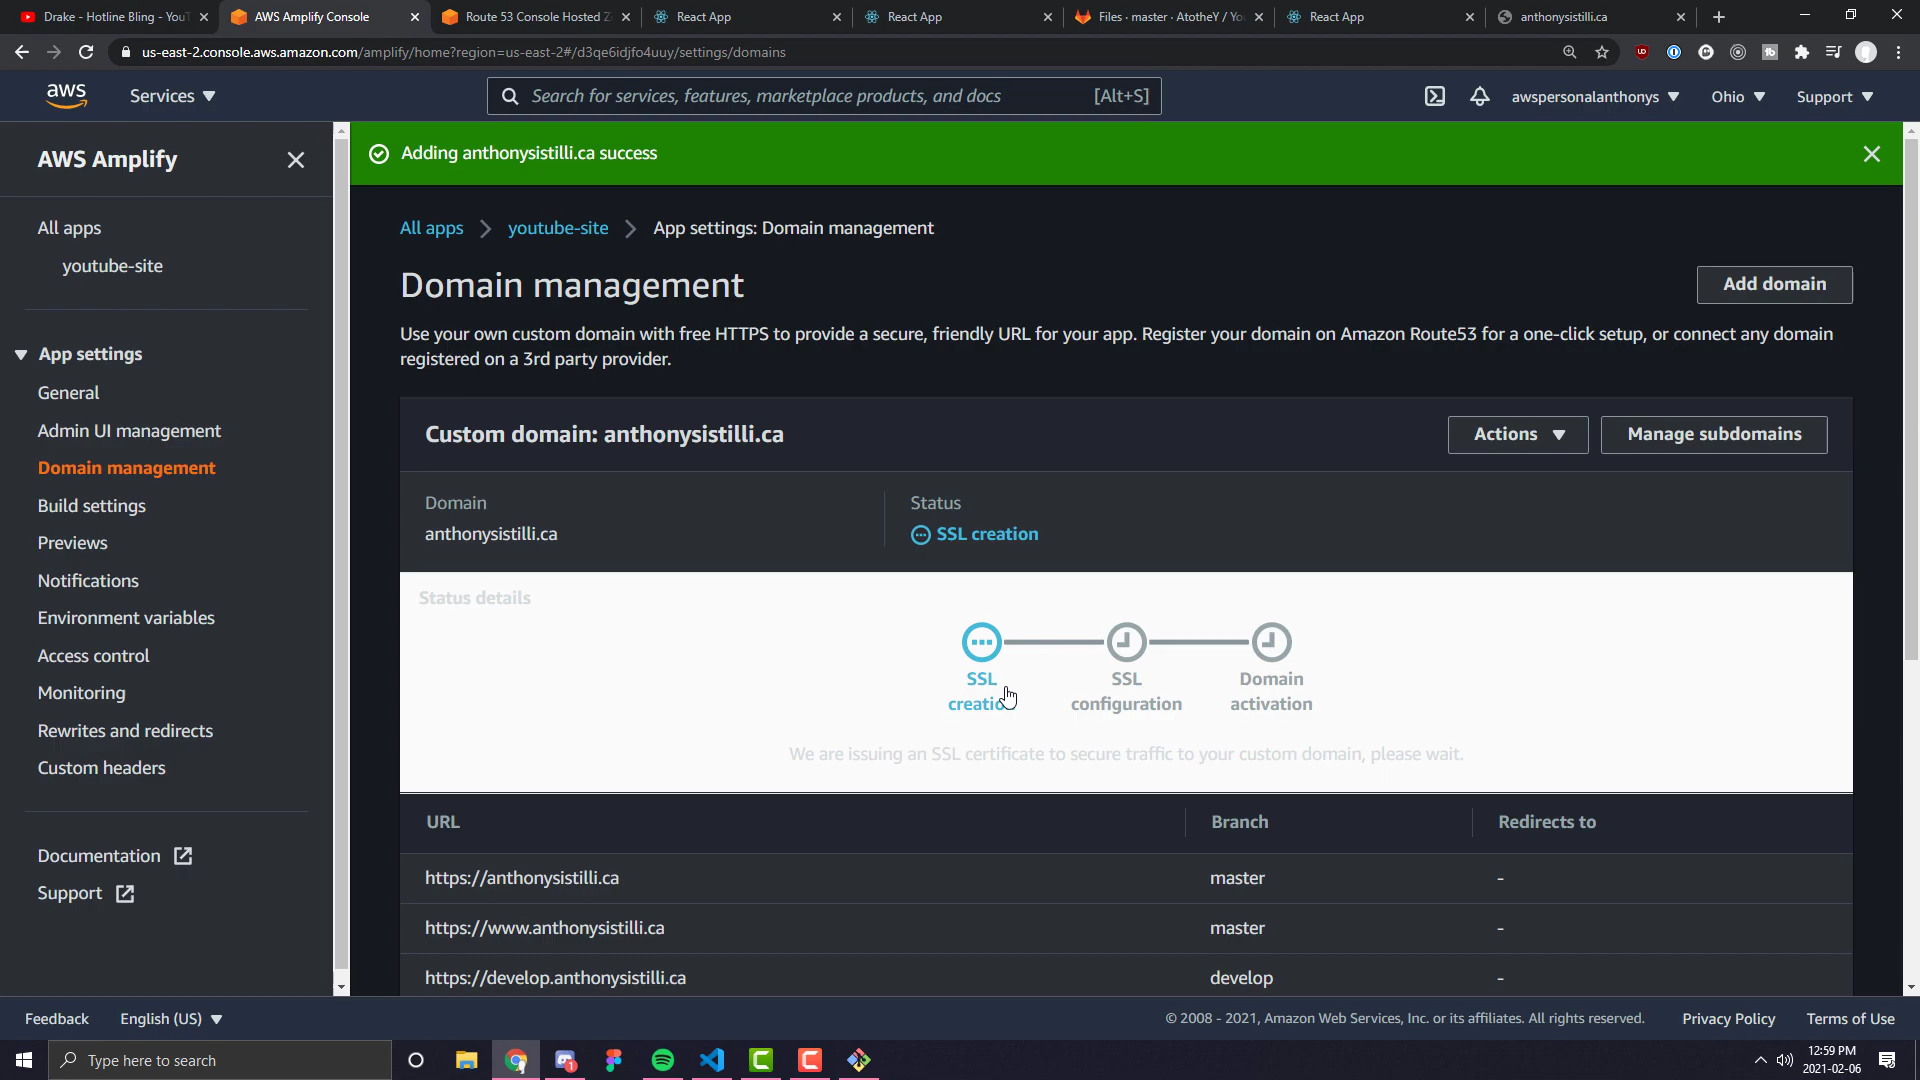 Drake - Hotline Bling - YouT
AWS Amplify Console
Route 53 Console Hosted Z
React App
React App
Files · master · AtotheY / Yo
React App
anthonysistilli.ca
us-east-2.console.aws.amazon.com/amplify/home?region=us-east-2#/d3qe6idjfo4uuy/settings/domains
aws
Services
Search for services, features, marketplace products, and docs
[Alt+S]
awspersonalanthonys
Ohio
Support
AWS Amplify
All apps
youtube-site
App settings
General
Admin UI management
Domain management
Build settings
Previews
Notifications
Environment variables
Access control
Monitoring
Rewrites and redirects
Custom headers
Documentation
Support
Adding anthonysistilli.ca success
All apps
youtube-site
App settings: Domain management
Domain management
Add domain
Use your own custom domain with free HTTPS to provide a secure, friendly URL for your app. Register your domain on Amazon Route53 for a one-click setup, or connect any domain
registered on a 3rd party provider.
Custom domain: anthonysistilli.ca
Actions
Manage subdomains
Domain
anthonysistilli.ca
Status
SSL creation
Status details
SSL
creation
SSL
configuration
Domain
activation
We are issuing an SSL certificate to secure traffic to your custom domain, please wait.
URL
Branch
Redirects to
https://anthonysistilli.ca
master
-
https://www.anthonysistilli.ca
master
-
https://develop.anthonysistilli.ca
develop
-
Feedback
English (US)
© 2008 - 2021, Amazon Web Services, Inc. or its affiliates. All rights reserved.
Privacy Policy
Terms of Use
Type here to search
12:59 PM
2021-02-06